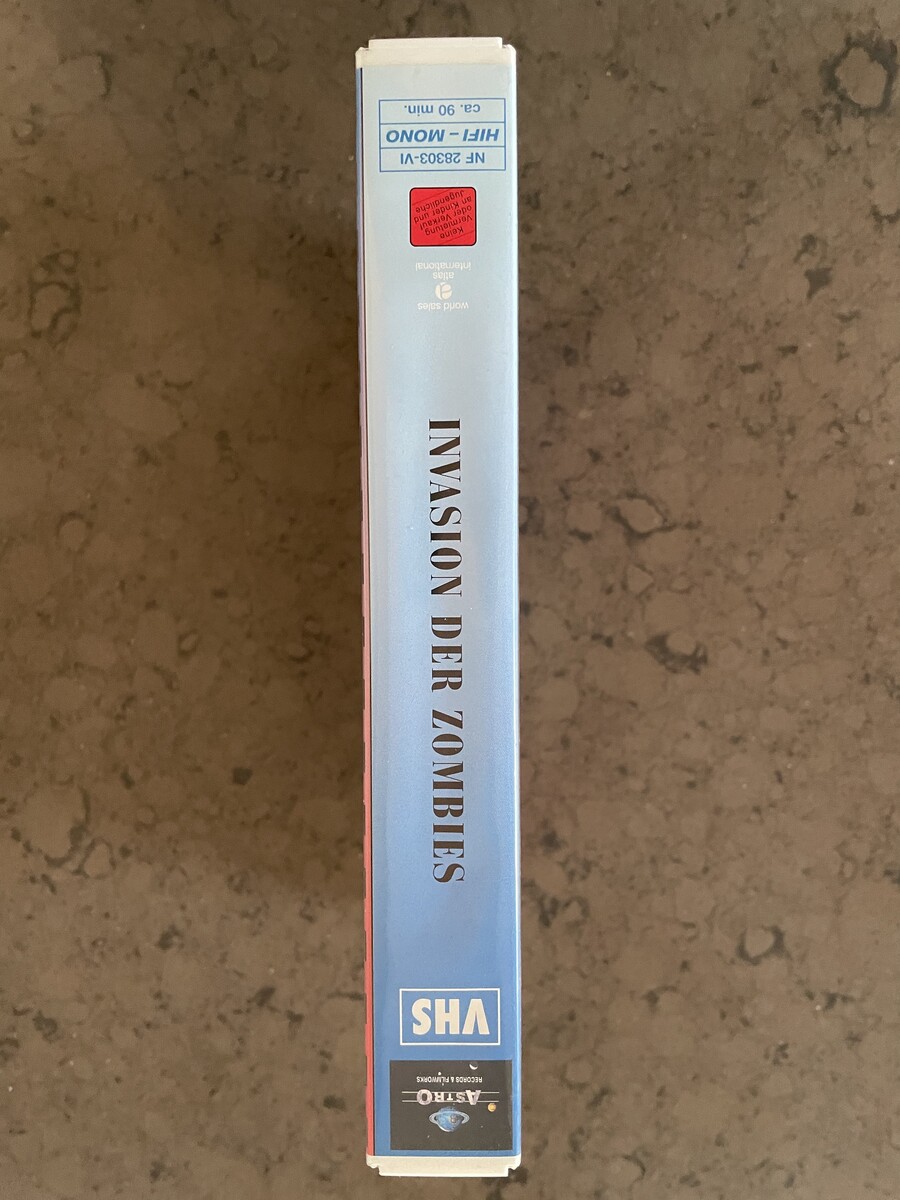 ASTRO
RECORDS & FILMWORKS
VHS
INVASION DER ZOMBIES
world sales
atlas
international
Keine
Vermietung
oder Verkauf
an Kinder und
Jugendliche
NF 28303-VI
HIFI – MONO
ca. 90 min.